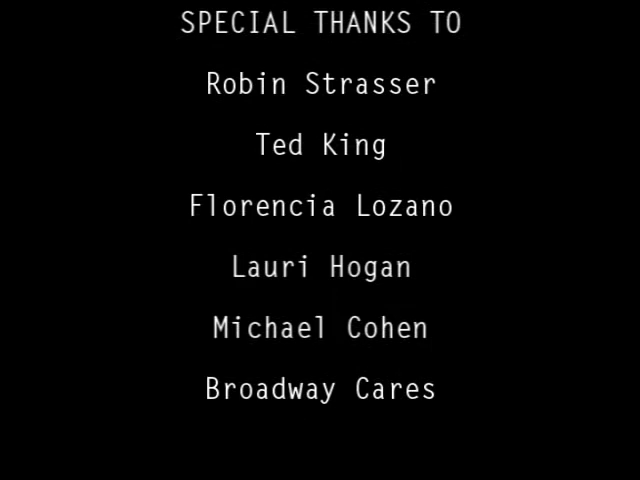 SPECIAL THANKS TO
Robin Strasser
Ted King
Florencia Lozano
Lauri Hogan
Michael Cohen
Broadway Cares